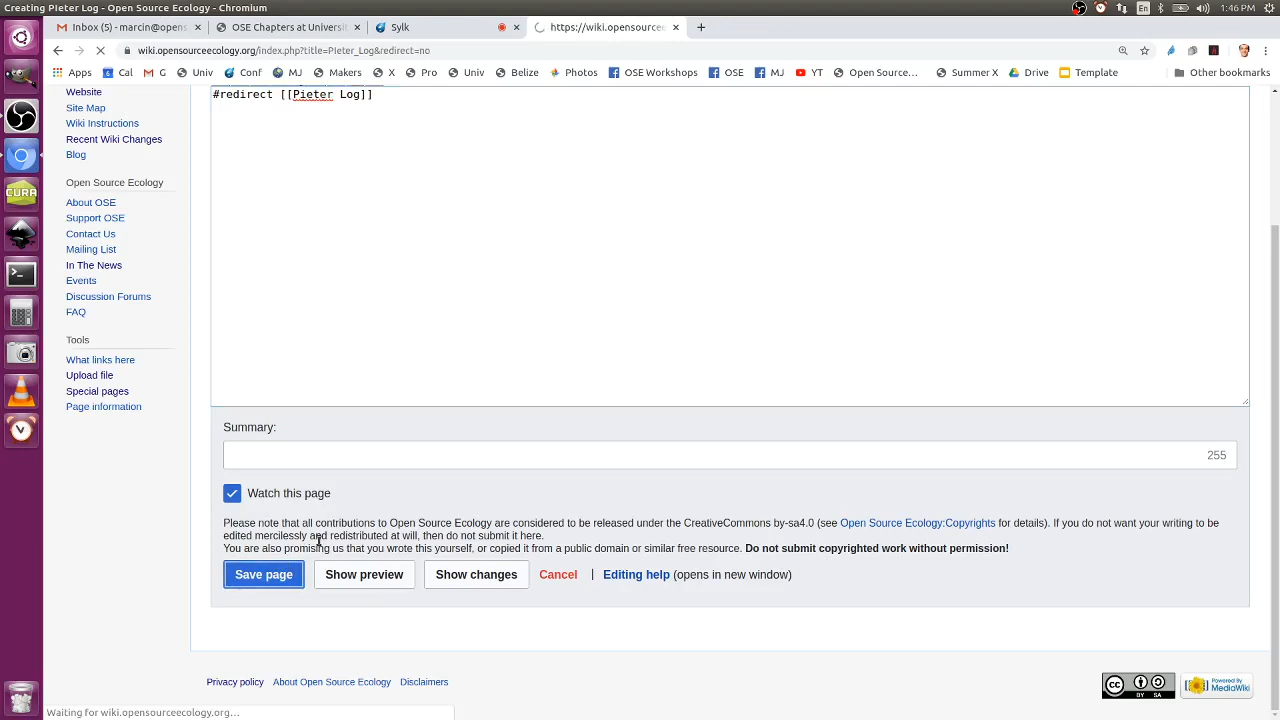 Creating PIeter Log - Open Source Ecology - Chromium
En
1:46 PM
Inbox (5) - marcin@opens
OSE Chapters at Universit
Sylk
https://wiki.opensourcee
wiki.opensourceecology.org/index.php?title=PIeter_Log&redirect=no
Apps
Cal
G
Univ
Conf
MJ
Makers
X
Pro
Univ
Belize
Photos
OSE Workshops
OSE
MJ
YT
Open Source…
Summer X
Drive
Template
Other bookmarks
Website
Site Map
Wiki Instructions
Recent Wiki Changes
Blog
Open Source Ecology
About OSE
Support OSE
Contact Us
Mailing List
In The News
Events
Discussion Forums
FAQ
Tools
What links here
Upload file
Special pages
Page information
#redirect [[Pieter Log]]
Summary:
255
Watch this page
Please note that all contributions to Open Source Ecology are considered to be released under the CreativeCommons by-sa4.0 (see Open Source Ecology:Copyrights for details). If you do not want your writing to be
edited mercilessly and redistributed at will, then do not submit it here.
You are also promising us that you wrote this yourself, or copied it from a public domain or similar free resource. Do not submit copyrighted work without permission!
Save page
Show preview
Show changes
Cancel
| Editing help (opens in new window)
Privacy policy
About Open Source Ecology
Disclaimers
CC
BY SA
Powered By
MediaWiki
CURA
Waiting for wiki.opensourceecology.org…